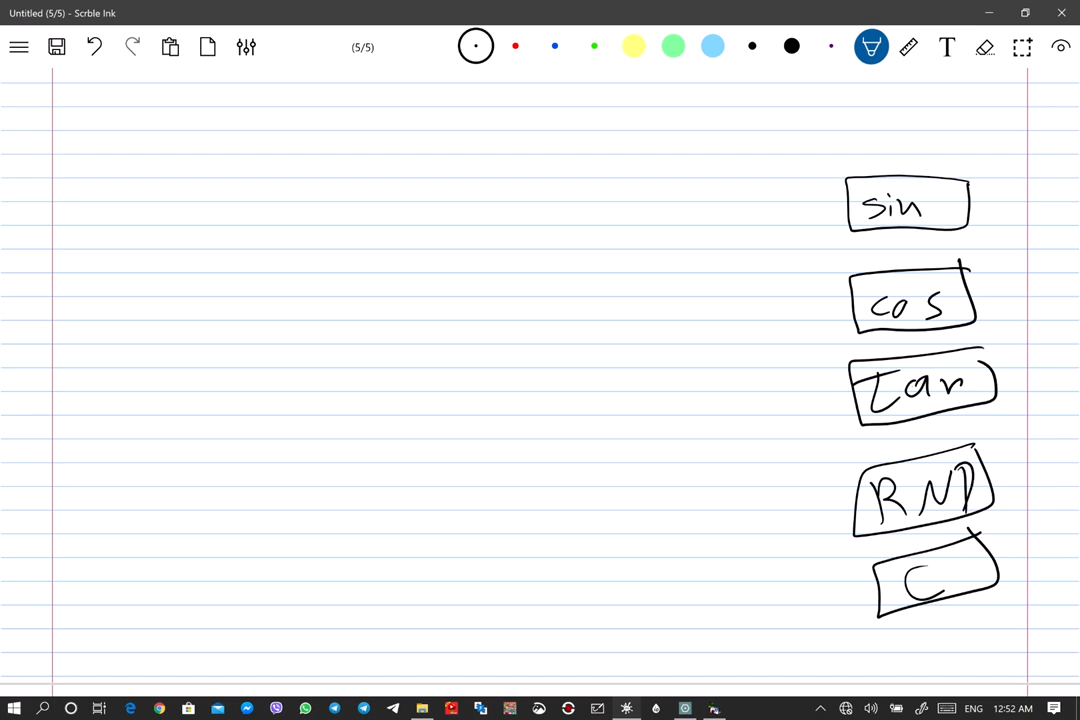 Untitled (5/5) - Scrble Ink
(5/5)
T
sin
cos
tan
RND
C
ENG 12:52 AM